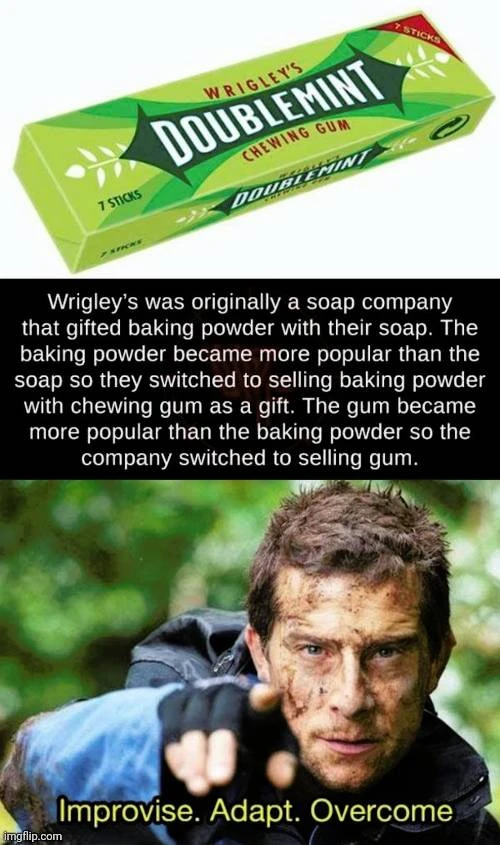 7 STICKS
WRIGLEY'S
DOUBLEMINT
CHEWING GUM
7 STICKS
WRIGLEY'S
DOUBLEMINT
7 STICKS
Wrigley's was originally a soap company
that gifted baking powder with their soap. The
baking powder became more popular than the
soap so they switched to selling baking powder
with chewing gum as a gift. The gum became
more popular than the baking powder so the
company switched to selling gum.
Improvise. Adapt. Overcome
imgflip.com